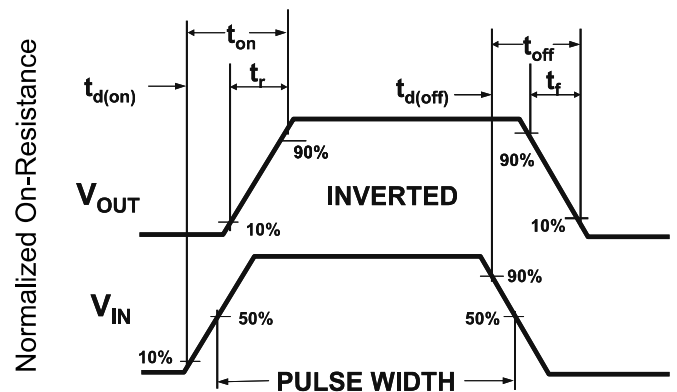 Normalized On-Resistance
t_on
t_off
t_d(on)
t_r
t_d(off)
t_f
90%
90%
V_OUT
INVERTED
10%
10%
90%
V_IN
50%
50%
10%
PULSE WIDTH